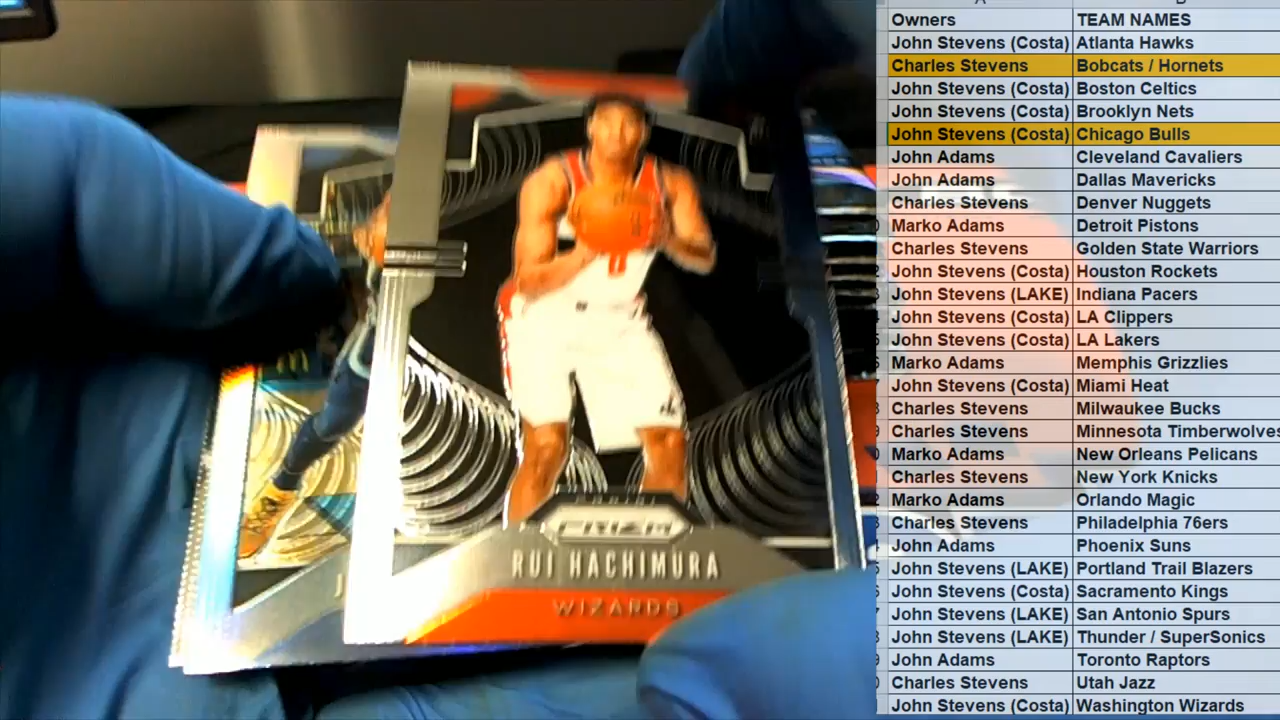 Owners TEAM NAMES
John Stevens (Costa) Atlanta Hawks
Charles Stevens Bobcats / Hornets
John Stevens (Costa) Boston Celtics
John Stevens (Costa) Brooklyn Nets
John Stevens (Costa) Chicago Bulls
John Adams Cleveland Cavaliers
John Adams Dallas Mavericks
Charles Stevens Denver Nuggets
Marko Adams Detroit Pistons
Charles Stevens Golden State Warriors
John Stevens (Costa) Houston Rockets
John Stevens (LAKE) Indiana Pacers
John Stevens (Costa) LA Clippers
John Stevens (Costa) LA Lakers
Marko Adams Memphis Grizzlies
John Stevens (Costa) Miami Heat
Charles Stevens Milwaukee Bucks
Charles Stevens Minnesota Timberwolves
Marko Adams New Orleans Pelicans
Charles Stevens New York Knicks
Marko Adams Orlando Magic
Charles Stevens Philadelphia 76ers
John Adams Phoenix Suns
John Stevens (LAKE) Portland Trail Blazers
John Stevens (Costa) Sacramento Kings
John Stevens (LAKE) San Antonio Spurs
John Stevens (LAKE) Thunder / SuperSonics
John Adams Toronto Raptors
Charles Stevens Utah Jazz
John Stevens (Costa) Washington Wizards
PANINI
PRIZM
RUI HACHIMURA
WIZARDS